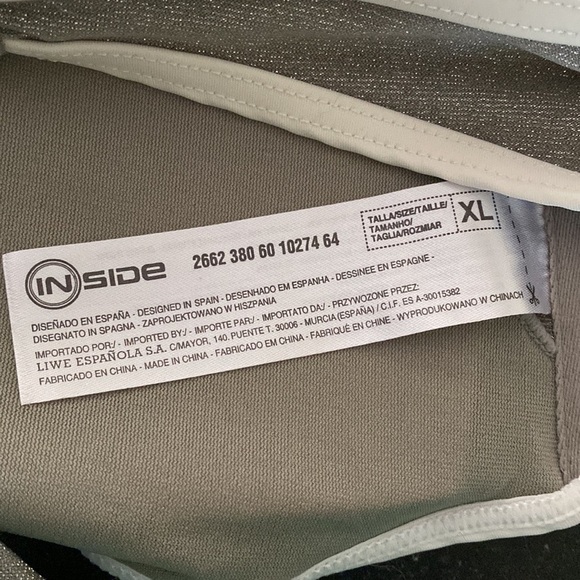 INSIDE 2662 380 60 10274 64
TALLA/SIZE/TAILLE/
TAMANHO/
TAGLIA/ROZMIAR
XL
DISEÑADO EN ESPAÑA - DESIGNED IN SPAIN - DESENHADO EM ESPANHA - DESSINEE EN ESPAGNE -
DISEGNATO IN SPAGNA - ZAPROJEKTOWANO W HISZPANIA
IMPORTADO POR:/ - IMPORTED BY:/ - IMPORTE PAR:/ - IMPORTATO DA:/ - PRZYWOZONE PRZEZ:
LIWE ESPAÑOLA S.A. C/MAYOR, 140. PUENTE T. 30006 - MURCIA (ESPAÑA) / C.I.F. ES A-30015382
FABRICADO EN CHINA - MADE IN CHINA - FABRICADO EM CHINA - FABRIQUÉ EN CHINE - WYPRODUKOWANO W CHINACH